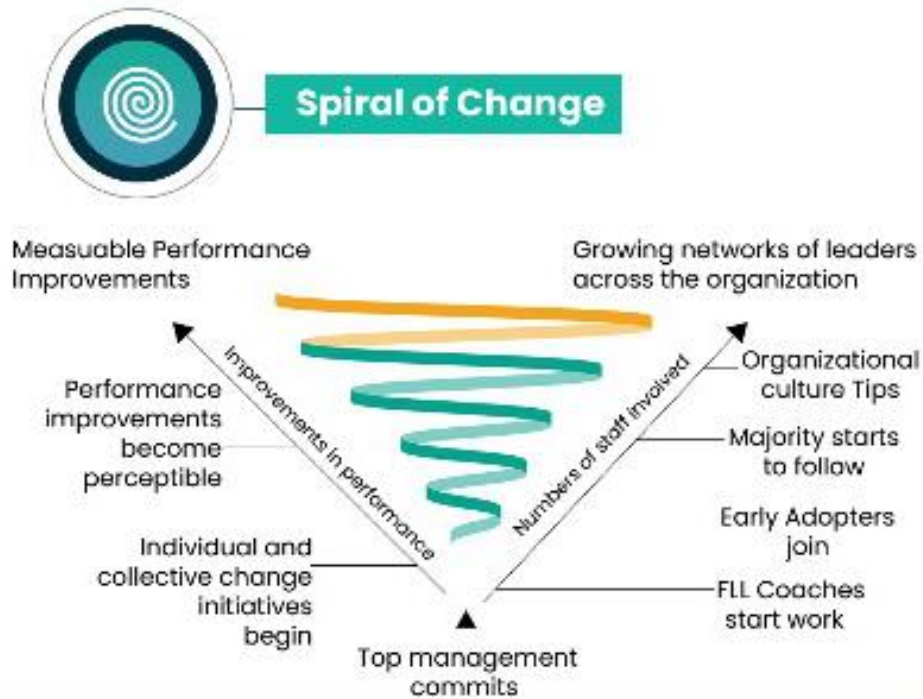 Spiral of Change
Measuable Performance
Improvements
Growing networks of leaders
across the organization
Improvements in performance
Numbers of staff involved
Performance
improvements
become
perceptible
Organizational
culture Tips
Majority starts
to follow
Early Adopters
join
Individual and
collective change
initiatives
begin
FLL Coaches
start work
Top management
commits